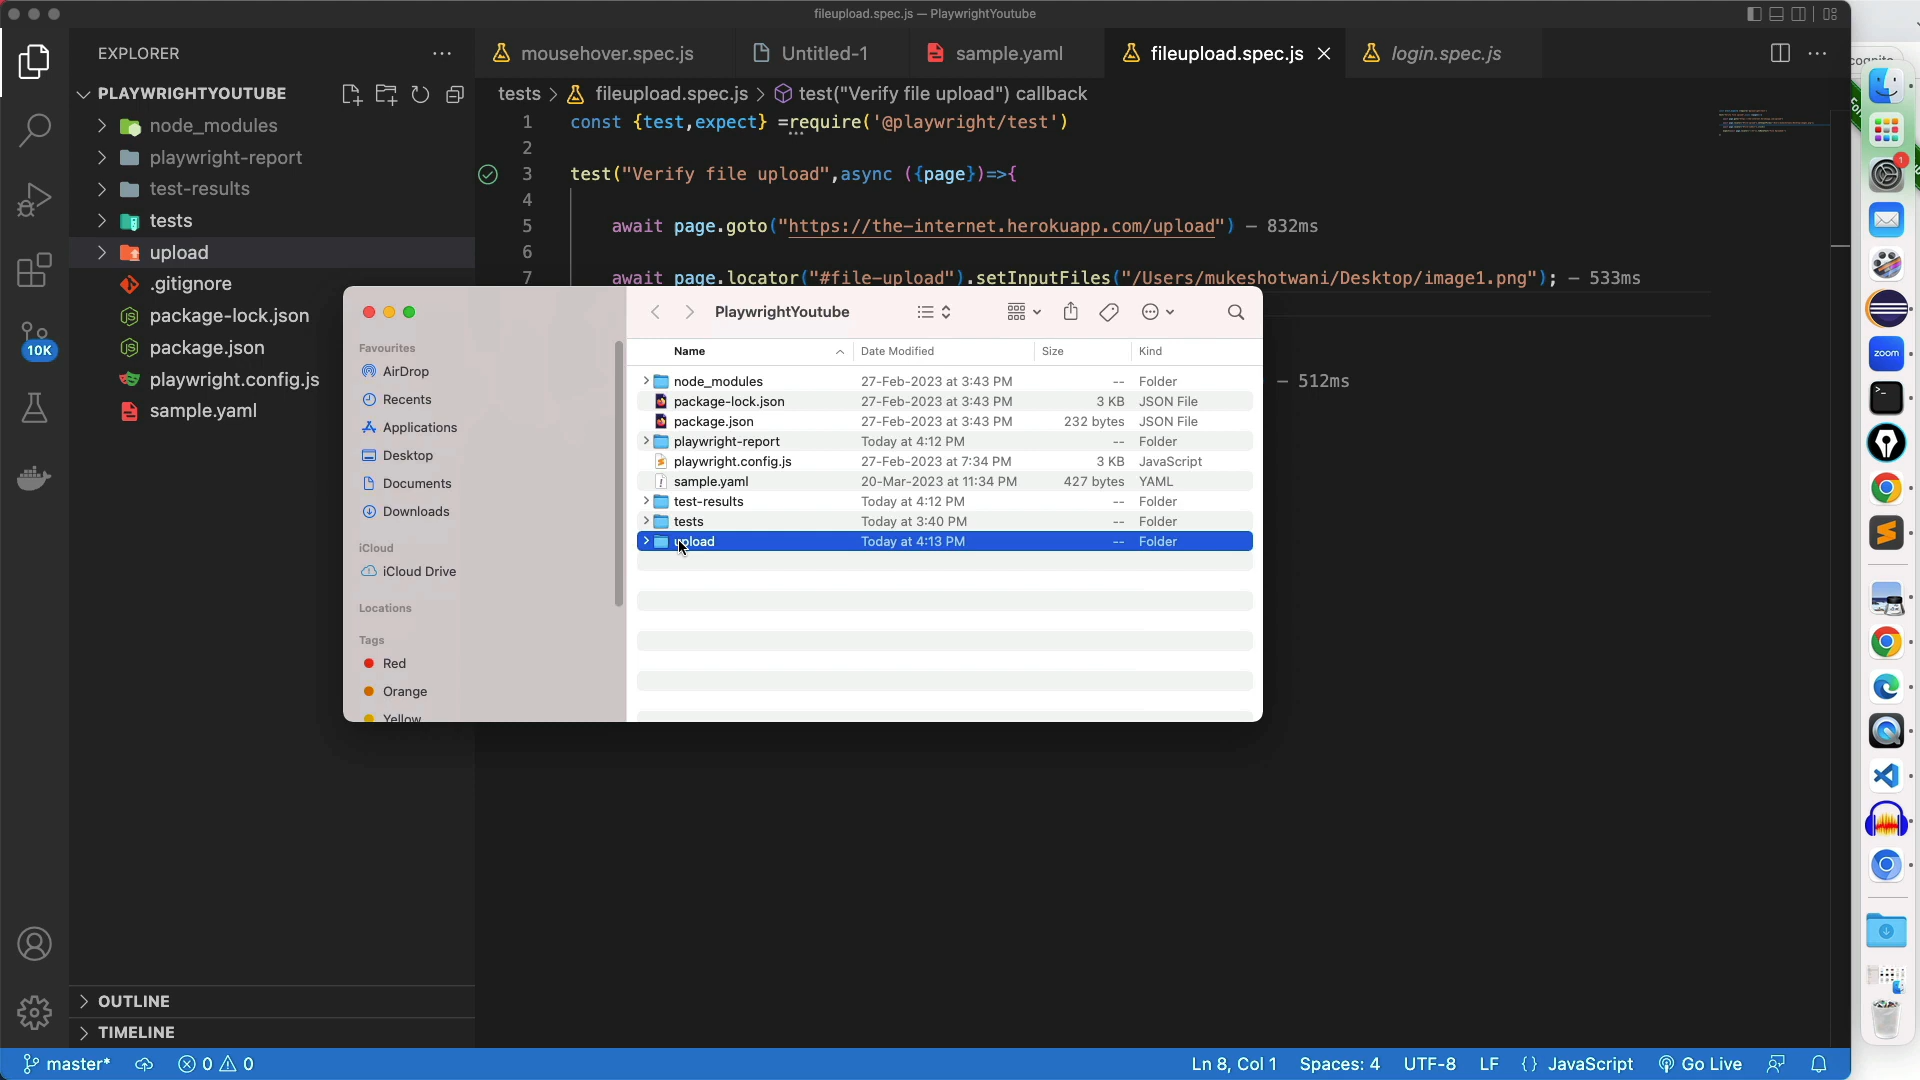 fileupload.spec.js — PlaywrightYoutube
EXPLORER
mousehover.spec.js
Untitled-1
sample.yaml
fileupload.spec.js
login.spec.js
PLAYWRIGHTYOUTUBE
tests > fileupload.spec.js > test("Verify file upload") callback
node_modules
playwright-report
test-results
tests
upload
.gitignore
package-lock.json
package.json
playwright.config.js
sample.yaml
10K
1 const {test,expect} =require('@playwright/test')
2
3 test("Verify file upload",async ({page})=>{
4
5 await page.goto("https://the-internet.herokuapp.com/upload") — 832ms
6
7 await page.locator("#file-upload").setInputFiles("/Users/mukeshotwani/Desktop/image1.png"); — 533ms
— 512ms
PlaywrightYoutube
Favourites
AirDrop
Recents
Applications
Desktop
Documents
Downloads
iCloud
iCloud Drive
Locations
Tags
Red
Orange
Yellow
Name Date Modified Size Kind
node_modules 27-Feb-2023 at 3:43 PM -- Folder
package-lock.json 27-Feb-2023 at 3:43 PM 3 KB JSON File
package.json 27-Feb-2023 at 3:43 PM 232 bytes JSON File
playwright-report Today at 4:12 PM -- Folder
playwright.config.js 27-Feb-2023 at 7:34 PM 3 KB JavaScript
sample.yaml 20-Mar-2023 at 11:34 PM 427 bytes YAML
test-results Today at 4:12 PM -- Folder
tests Today at 3:40 PM -- Folder
upload Today at 4:13 PM -- Folder
1
zoom
OUTLINE
TIMELINE
master*
0 0
Ln 8, Col 1
Spaces: 4
UTF-8
LF
{} JavaScript
Go Live